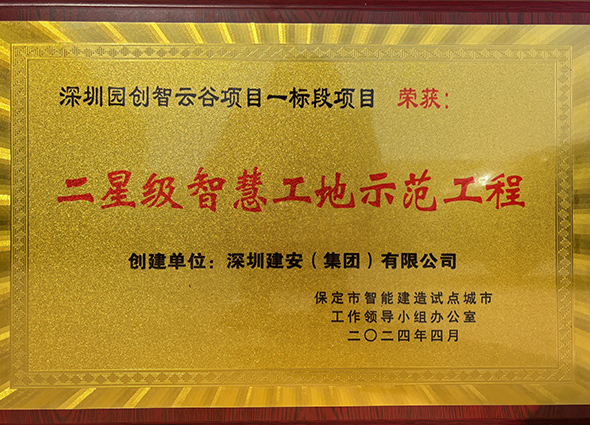 深圳园创智云谷项目一标段项目 荣获：
二星级智慧工地示范工程
创建单位：深圳建安（集团）有限公司
保定市智能建造试点城市
工作领导小组办公室
二〇二四年四月